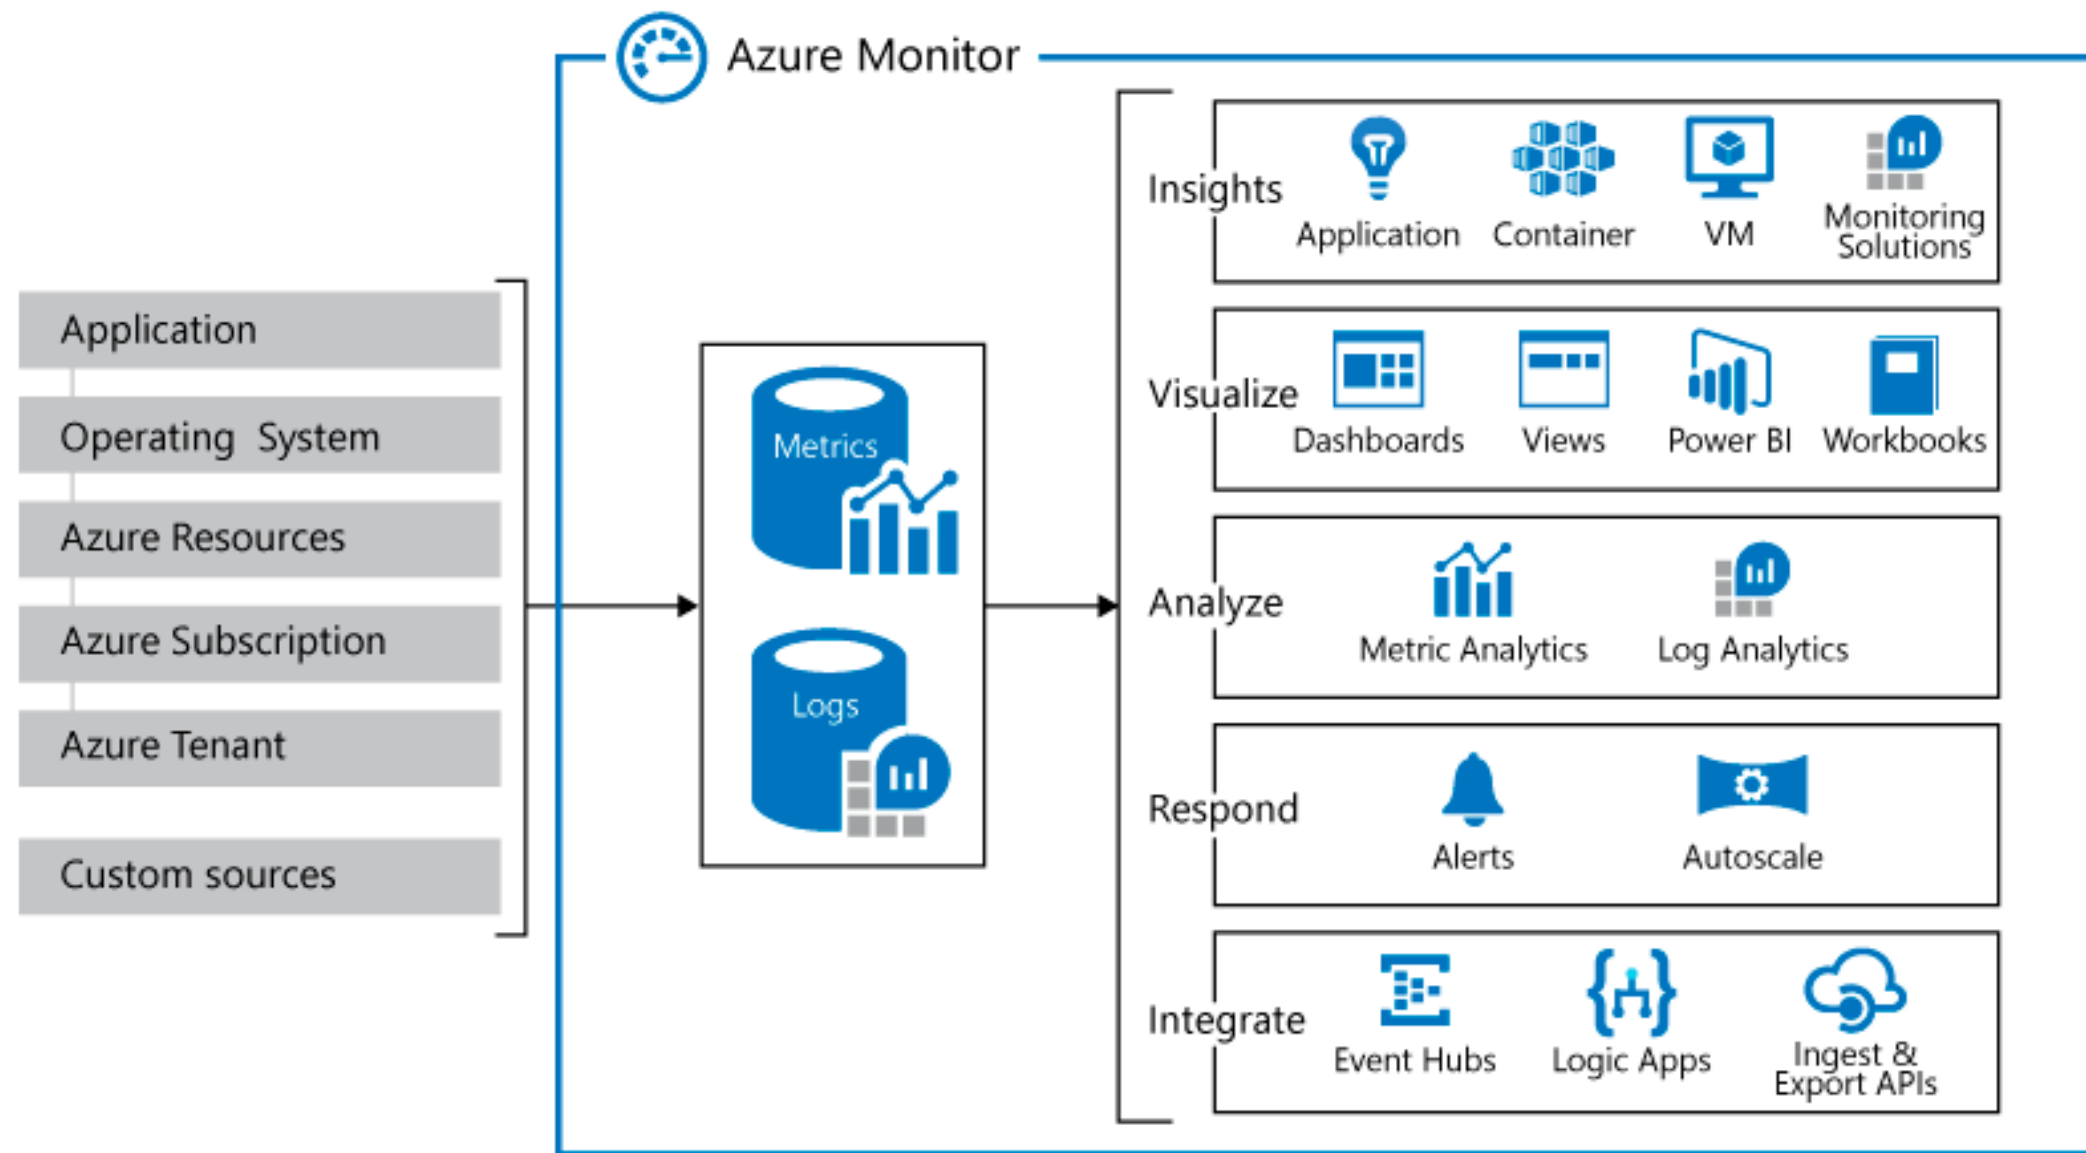 Azure Monitor
Application
Operating System
Azure Resources
Azure Subscription
Azure Tenant
Custom sources
Metrics
Logs
Insights
Application
Container
VM
Monitoring
Solutions
Visualize
Dashboards
Views
Power BI
Workbooks
Analyze
Metric Analytics
Log Analytics
Respond
Alerts
Autoscale
Integrate
Event Hubs
Logic Apps
Ingest &
Export APIs